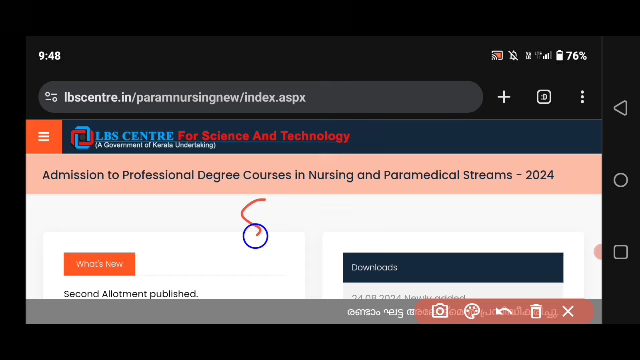 9:48
76%
lbscentre.in/paramnursingnew/index.aspx
:D
LBS CENTRE For Science And Technology
(A Government of Kerala Undertaking)
Admission to Professional Degree Courses in Nursing and Paramedical Streams - 2024
What's New
Second Allotment published.
Downloads
24.08.2024 Newly added
രണ്ടാം ഘട്ട